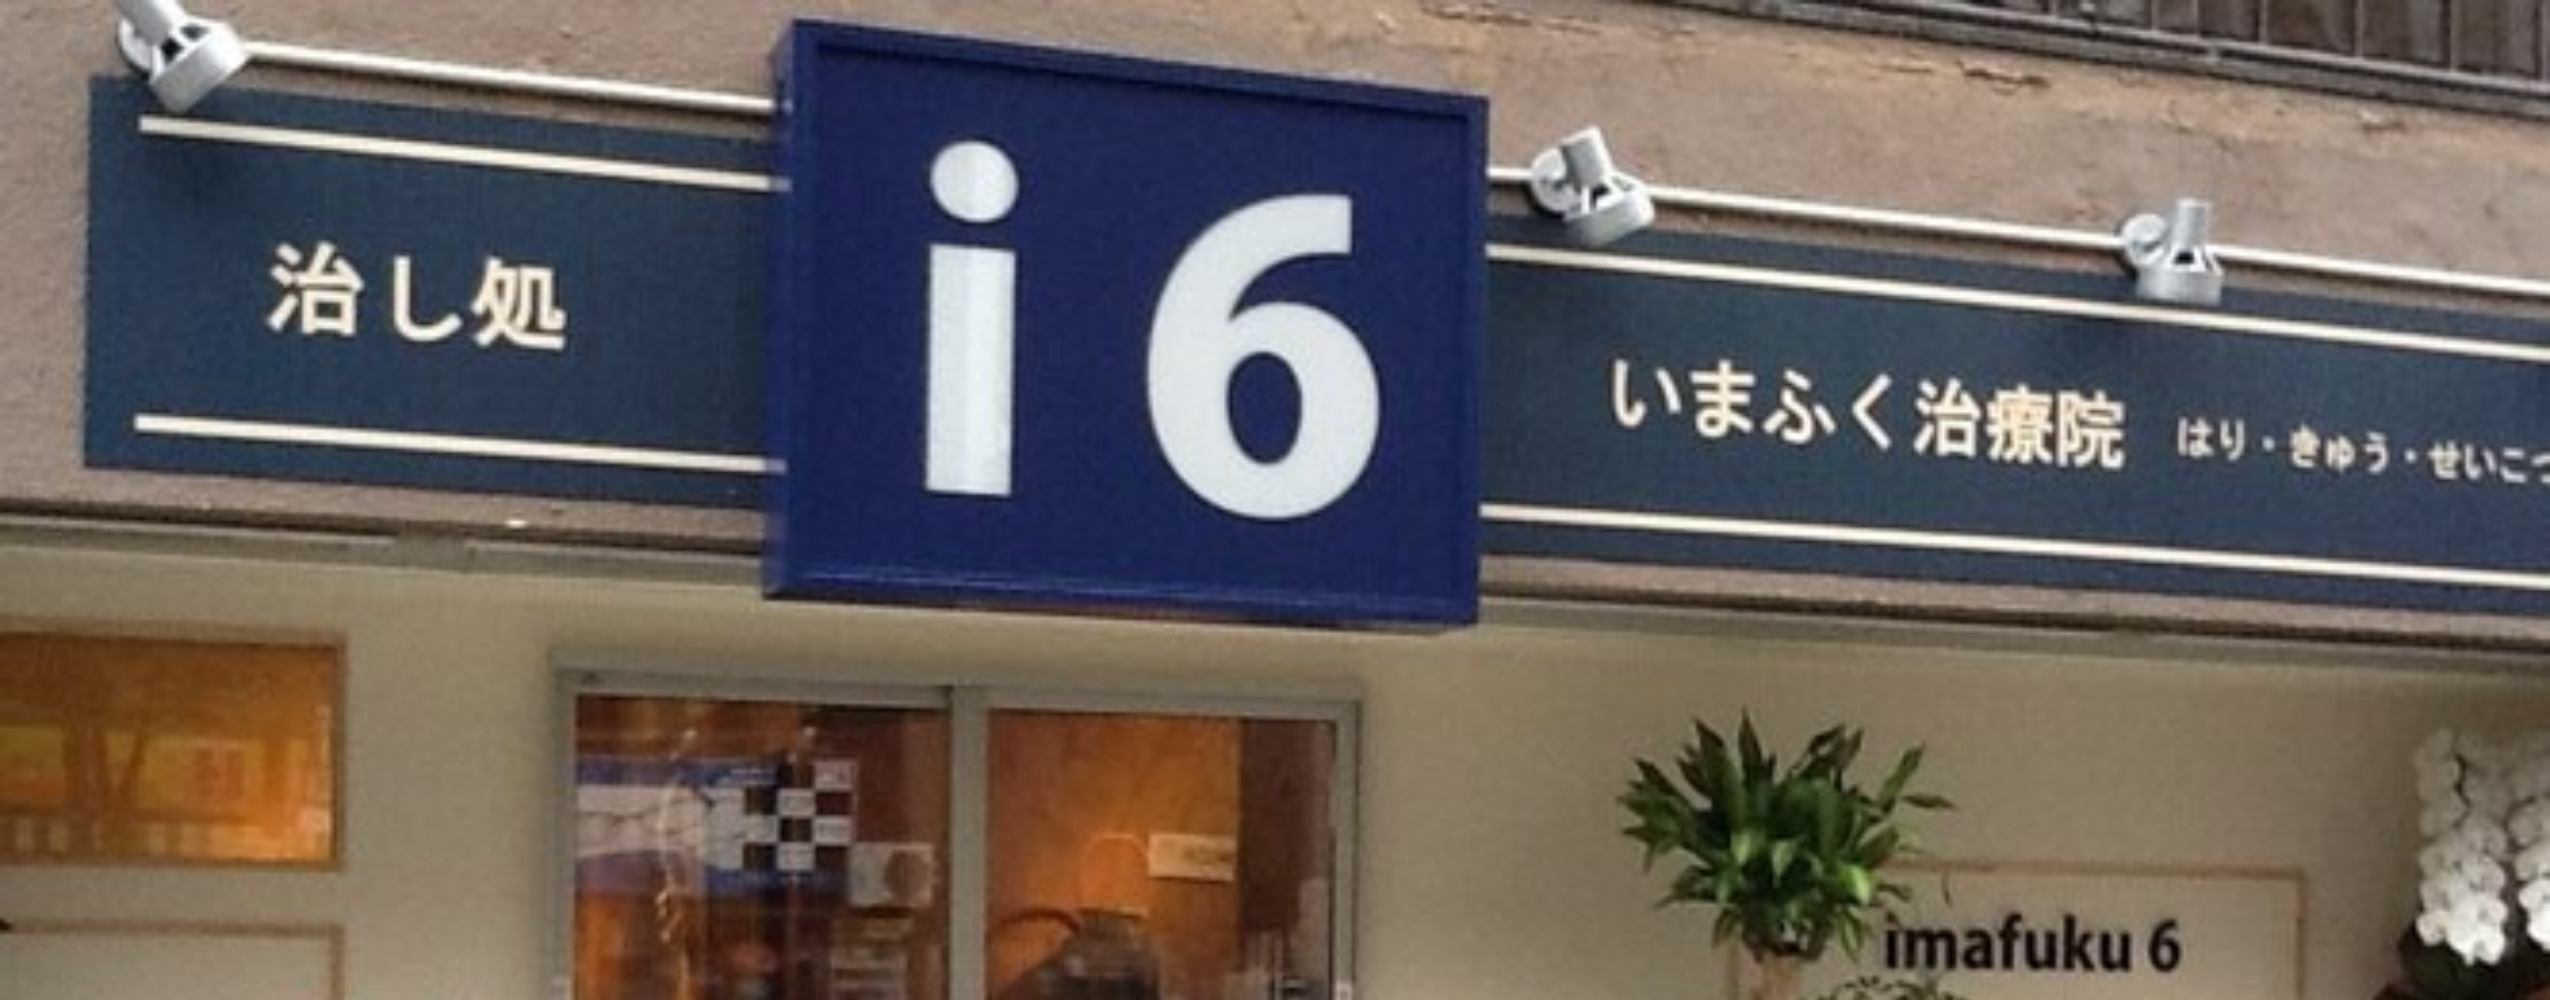 治し処
i6
いまふく治療院 はり・きゅう・せいこつ
imafuku 6